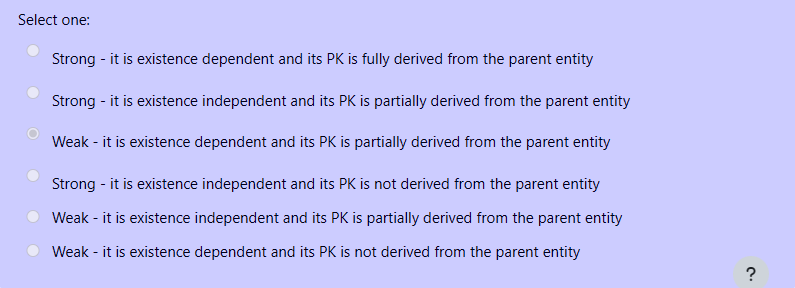 Select one:
Strong - it is existence dependent and its PK is fully derived from the parent entity
Strong - it is existence independent and its PK is partially derived from the parent entity
Weak - it is existence dependent and its PK is partially derived from the parent entity
Strong - it is existence independent and its PK is not derived from the parent entity
Weak - it is existence independent and its PK is partially derived from the parent entity
Weak - it is existence dependent and its PK is not derived from the parent entity
?